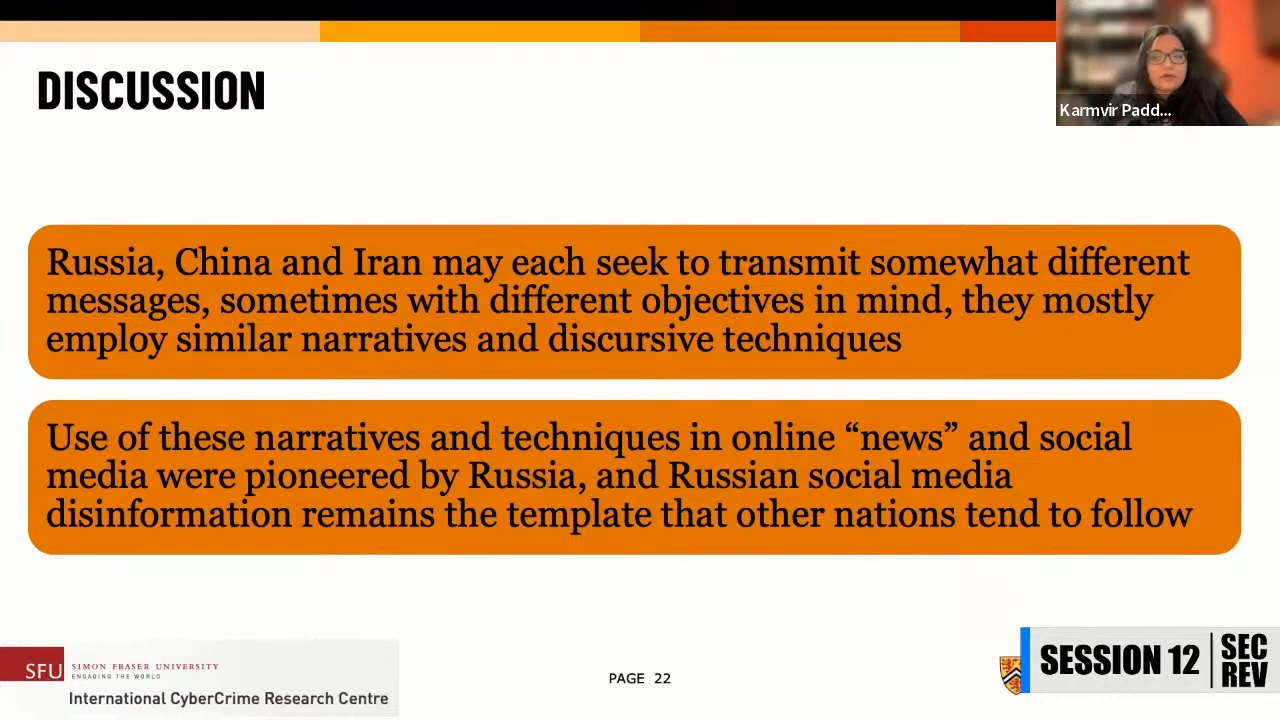 DISCUSSION
Karmvir Padd...
Russia, China and Iran may each seek to transmit somewhat different
messages, sometimes with different objectives in mind, they mostly
employ similar narratives and discursive techniques
Use of these narratives and techniques in online “news” and social
media were pioneered by Russia, and Russian social media
disinformation remains the template that other nations tend to follow
SFU
SIMON FRASER UNIVERSITY
ENGAGING THE WORLD
International CyberCrime Research Centre
PAGE 22
SESSION 12
SEC
REV